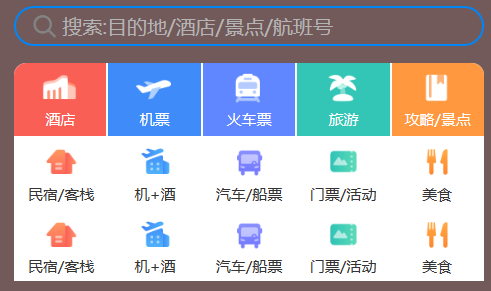 搜索:目的地/酒店/景点/航班号
酒店 机票 火车票 旅游 攻略/景点
民宿/客栈 机+酒 汽车/船票 门票/活动 美食
民宿/客栈 机+酒 汽车/船票 门票/活动 美食